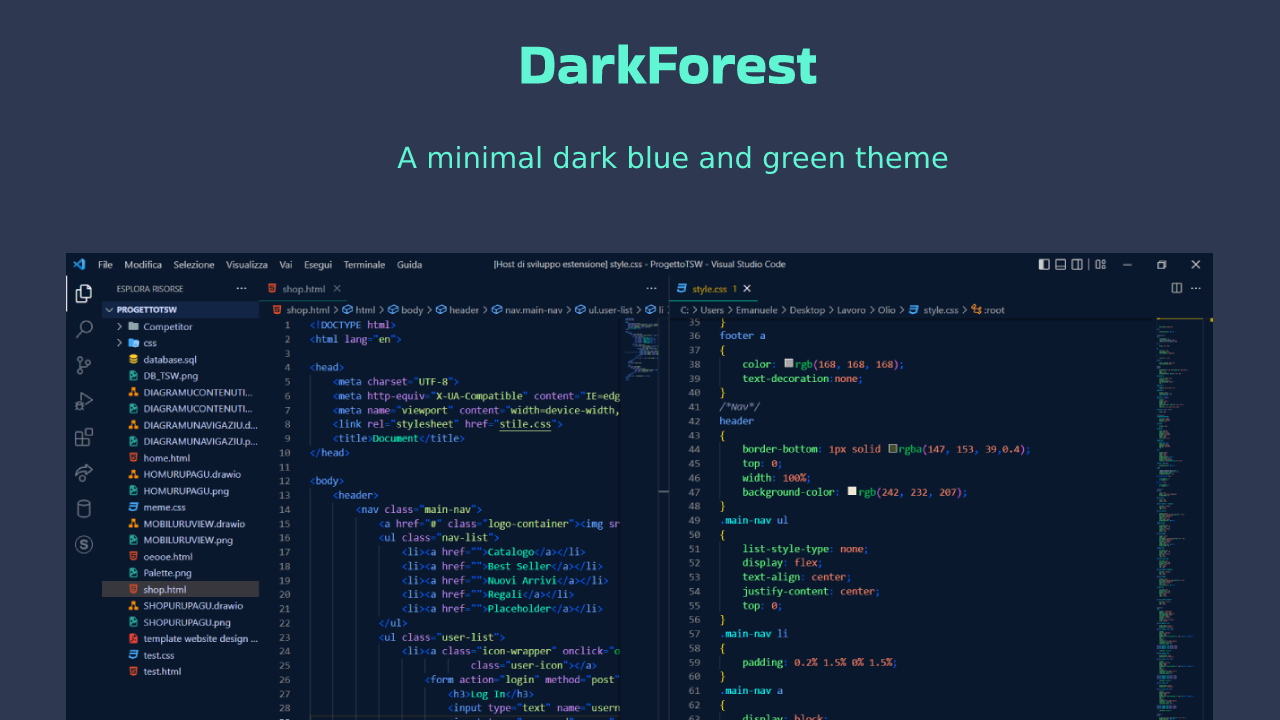 DarkForest
A minimal dark blue and green theme
File Modifica Selezione Visualizza Vai Esegui Terminale Guida
[Host di sviluppo estensione] style.css - ProgettoTSW - Visual Studio Code
ESPLORA RISORSE ···
PROGETTOTSW
Competitor
css
database.sql
DB_TSW.png
DIAGRAMUCONTENUTI...
DIAGRAMUCONTENUTI...
DIAGRAMUNAVIGAZIU.d...
DIAGRAMUNAVIGAZIU.p...
home.html
HOMURUPAGU.drawio
HOMURUPAGU.png
meme.css
MOBILURUVIEW.drawio
MOBILURUVIEW.png
oeooe.html
Palette.png
shop.html
SHOPURUPAGU.drawio
SHOPURUPAGU.png
template website design ...
test.css
test.html
shop.html
shop.html > html > body > header > nav.main-nav > ul.user-list > li
1 <!DOCTYPE html>
2 <html lang="en">
3
4 <head>
5 <meta charset="UTF-8">
6 <meta http-equiv="X-UA-Compatible" content="IE=edg
7 <meta name="viewport" content="width=device-width,
8 <link rel="stylesheet" href="stile.css">
9 <title>Document</title>
10 </head>
11
12 <body>
13 <header>
14 <nav class="main-nav">
15 <a href="#" class="logo-container"><img sr
16 <ul class="nav-list">
17 <li><a href="">Catalogo</a></li>
18 <li><a href="">Best Seller</a></li>
19 <li><a href="">Nuovi Arrivi</a></li>
20 <li><a href="">Regali</a></li>
21 <li><a href="">Placeholder</a></li>
22 </ul>
23 <ul class="user-list">
24 <li><a class="icon-wrapper" onclick="o
25 class="user-icon"></a>
26 <form action="login" method="post"
27 <h3>Log In</h3>
28 <input type="text" name="usern
style.css 1
C: > Users > Emanuele > Desktop > Lavoro > Olio > style.css > :root
35 }
36 footer a
37 {
38 color: rgb(168, 168, 168);
39 text-decoration:none;
40 }
41 /*Nav*/
42 header
43 {
44 border-bottom: 1px solid rgba(147, 153, 39,0.4);
45 top: 0;
46 width: 100%;
47 background-color: rgb(242, 232, 207);
48 }
49 .main-nav ul
50 {
51 list-style-type: none;
52 display: flex;
53 text-align: center;
54 justify-content: center;
55 top: 0;
56 }
57 .main-nav li
58 {
59 padding: 0.2% 1.5% 0% 1.5%;
60 }
61 .main-nav a
62 {
63 display: block;